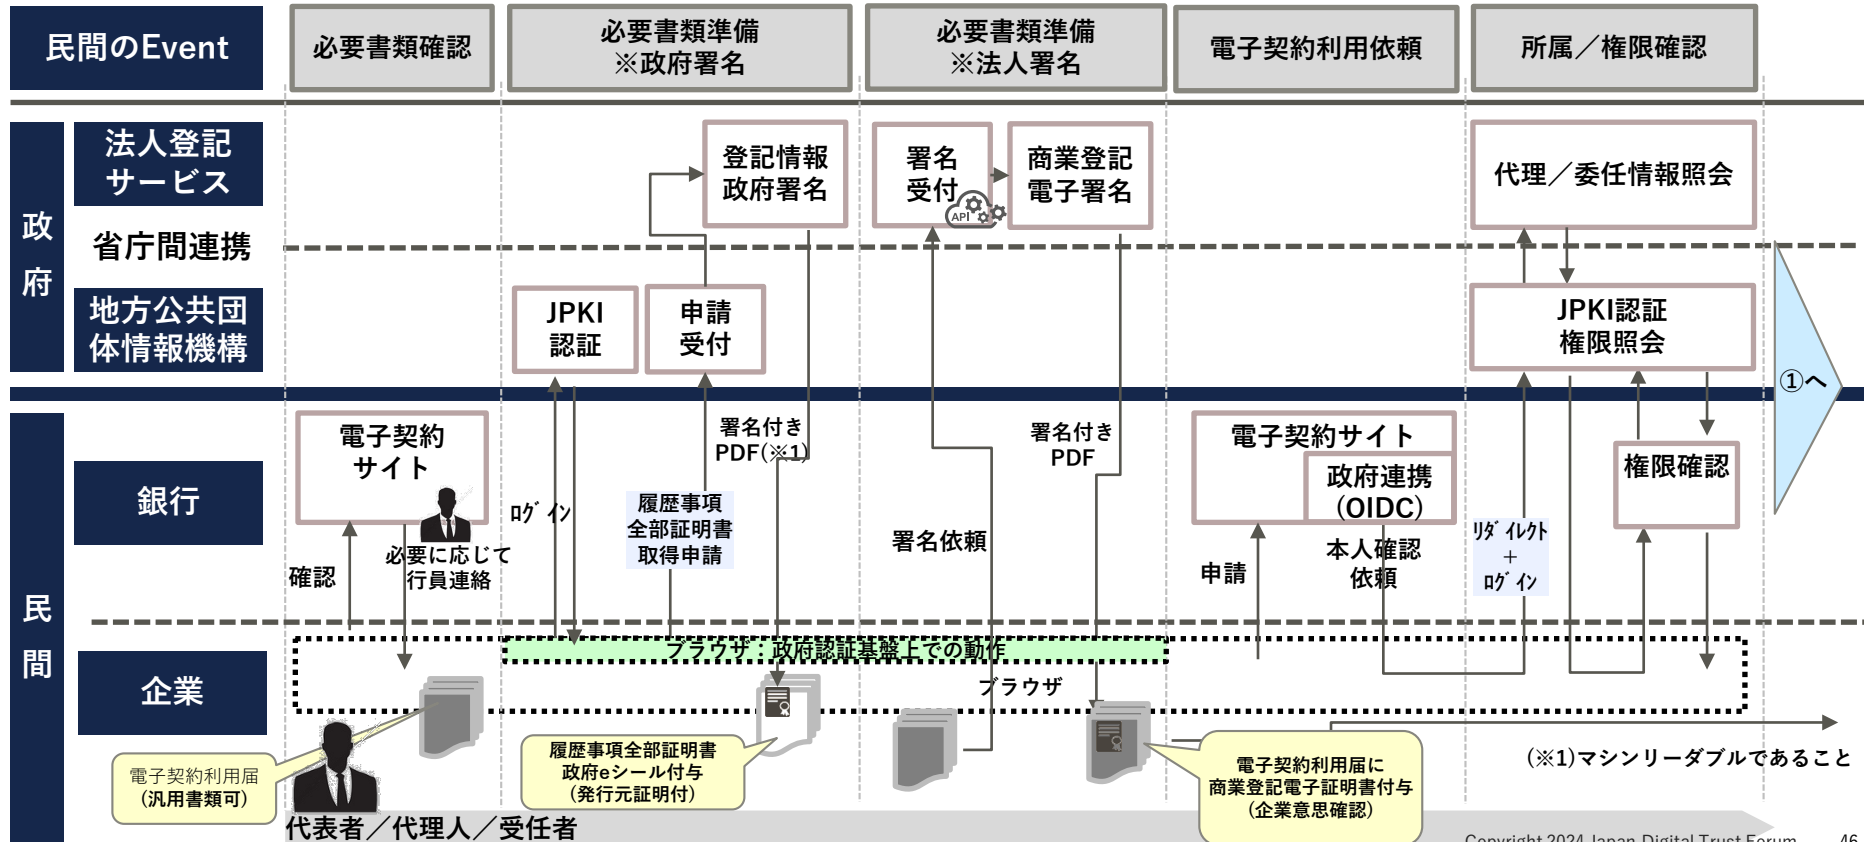 民間のEvent
必要書類確認
必要書類準備
※政府署名
必要書類準備
※法人署名
電子契約利用依頼
所属／権限確認
政府
法人登記
サービス
省庁間連携
地方公共団
体情報機構
登記情報
政府署名
署名
受付
API
商業登記
電子署名
代理／委任情報照会
JPKI
認証
申請
受付
JPKI認証
権限照会
①へ
民間
銀行
企業
電子契約
サイト
確認
必要に応じて
行員連絡
ﾛｸﾞｲﾝ
履歴事項
全部証明書
取得申請
署名付き
PDF(※1)
署名依頼
署名付き
PDF
電子契約サイト
政府連携
（OIDC）
申請
本人確認
依頼
ﾘﾀﾞｲﾚｸﾄ
+
ﾛｸﾞｲﾝ
権限確認
ブラウザ：政府認証基盤上での動作
ブラウザ
電子契約利用届
(汎用書類可)
履歴事項全部証明書
政府eシール付与
(発行元証明付)
電子契約利用届に
商業登記電子証明書付与
(企業意思確認)
(※1)マシンリーダブルであること
代表者／代理人／受任者
Copyright 2024 Japan Digital Trust Forum
46